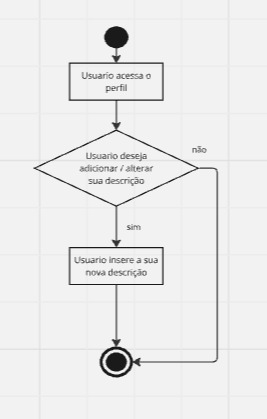 Usuario acessa o
perfil
Usuario deseja
adicionar / alterar
sua descrição
não
sim
Usuario insere a sua
nova descrição